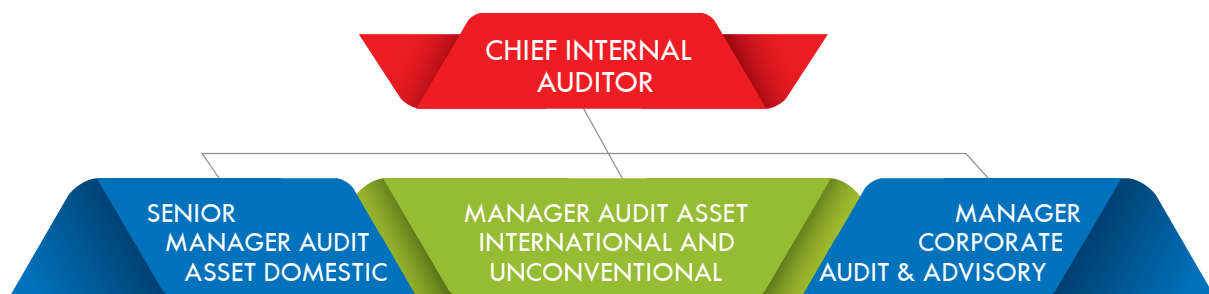 CHIEF INTERNAL
AUDITOR
SENIOR
MANAGER AUDIT
ASSET DOMESTIC
MANAGER AUDIT ASSET
INTERNATIONAL AND
UNCONVENTIONAL
MANAGER
CORPORATE
AUDIT & ADVISORY